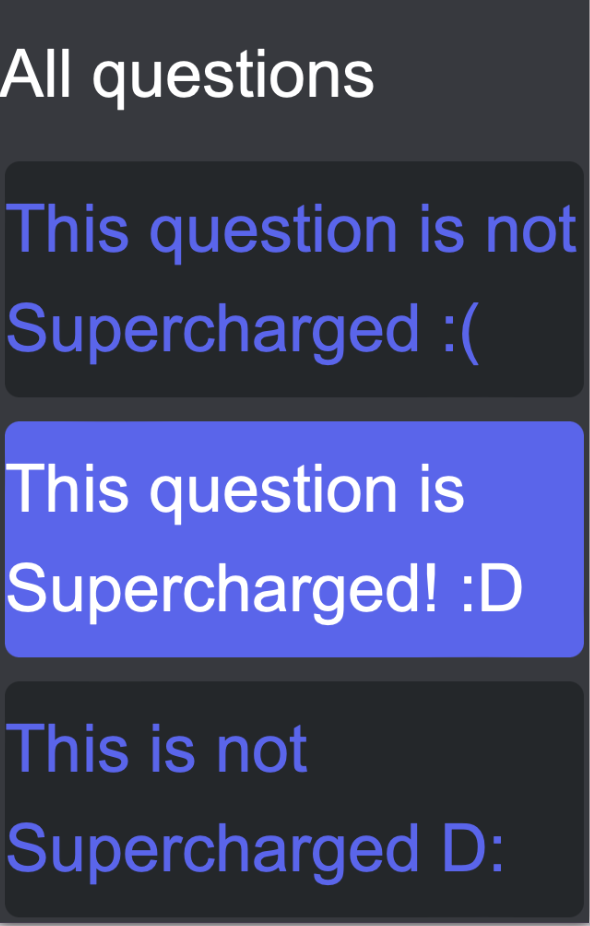 All questions
This question is not
Supercharged :(
This question is
Supercharged! :D
This is not
Supercharged D: